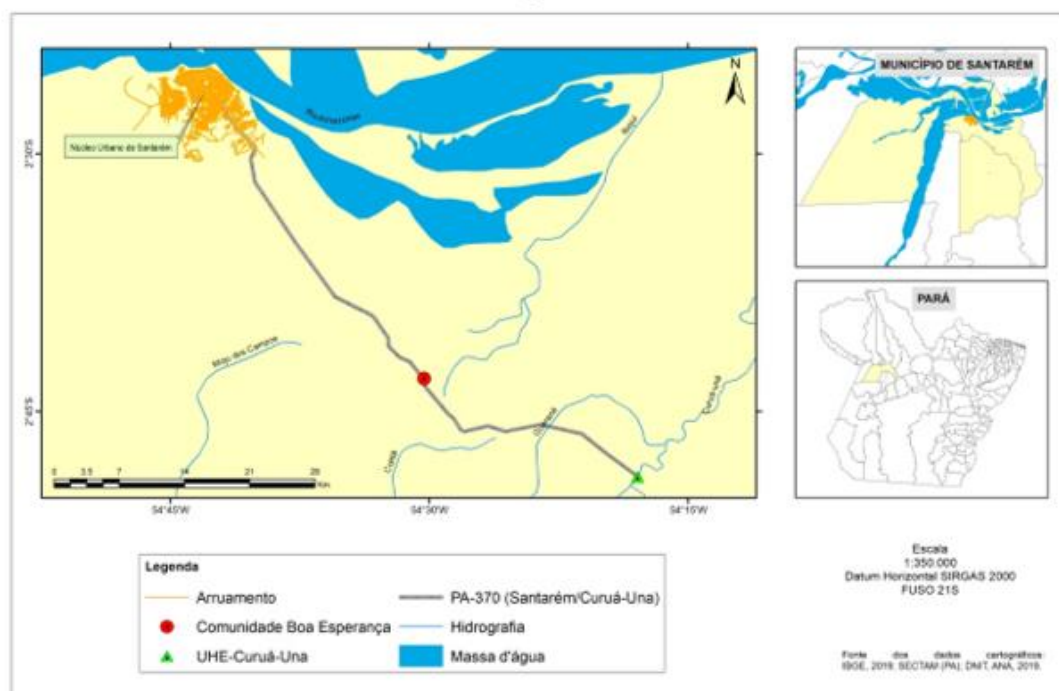 N
MUNICÍPIO DE SANTARÉM
Núcleo Urbano de Santarém
2°30'S
PARÁ
Mojú dos Campos
2°45'S
Curuá-Una
0 3.5 7 14 21 28
Km
54°45'W 54°30'W 54°15'W
Legenda
Arruamento
Comunidade Boa Esperança
UHE-Curuá-Una
PA-370 (Santarém/Curuá-Una)
Hidrografia
Massa d'água
Escala
1:350.000
Datum Horizontal SIRGAS 2000
FUSO 21S
Fonte dos dados cartográficos:
IBGE, 2019; SECTAM (PA); DNIT, ANA, 2019.